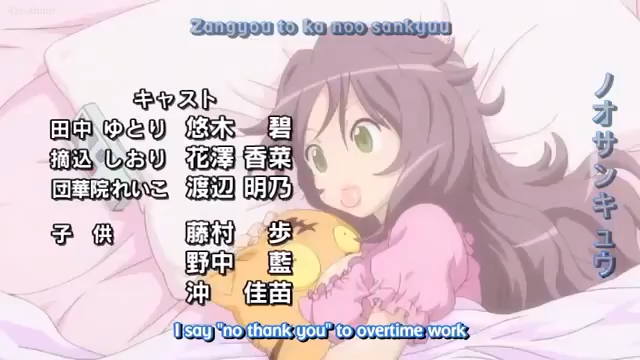 Zangyou to ka noo sankyuu
ノオサンキュウ
キャスト
田中 ゆとり 悠木 碧
摘込 しおり 花澤 香菜
団華院れいこ 渡辺 明乃
子 供 藤村 歩
野中 藍
沖 佳苗
I say "no thank you" to overtime work